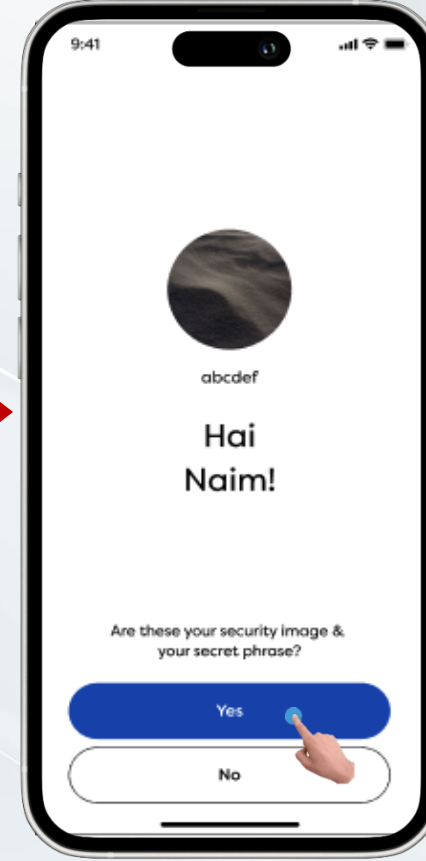 9:41
abcdef
Hai
Naim!
Are these your security image &
your secret phrase?
Yes
No